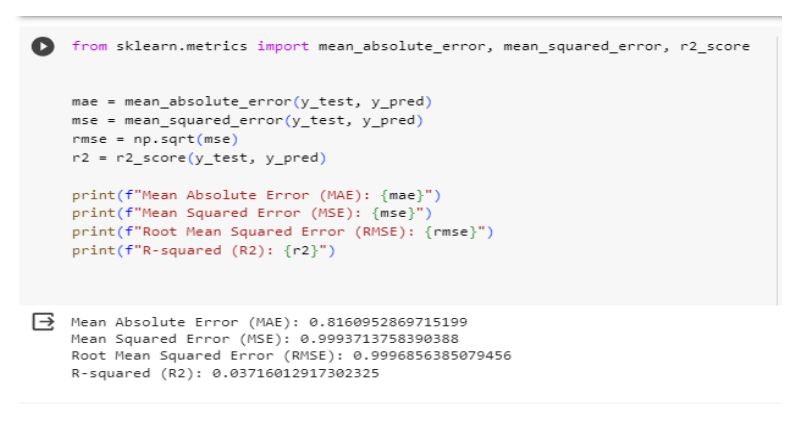 from sklearn.metrics import mean_absolute_error, mean_squared_error, r2_score
mae = mean_absolute_error(y_test, y_pred)
mse = mean_squared_error(y_test, y_pred)
rmse = np.sqrt(mse)
r2 = r2_score(y_test, y_pred)
print(f"Mean Absolute Error (MAE): {mae}")
print(f"Mean Squared Error (MSE): {mse}")
print(f"Root Mean Squared Error (RMSE): {rmse}")
print(f"R-squared (R2): {r2}")
Mean Absolute Error (MAE): 0.8160952869715199
Mean Squared Error (MSE): 0.9993713758390388
Root Mean Squared Error (RMSE): 0.9996856385079456
R-squared (R2): 0.03716012917302325